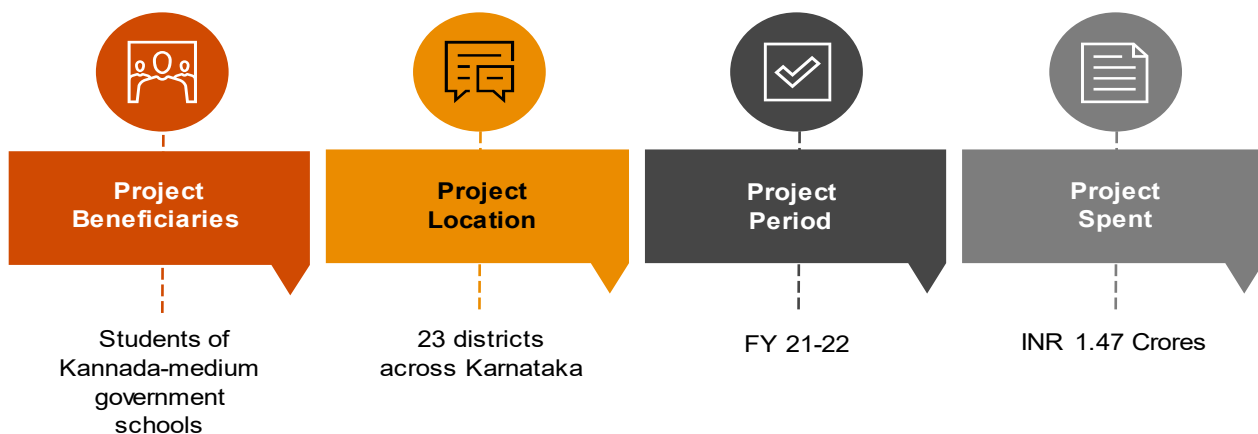 Project
Beneficiaries
Project
Location
Project
Period
Project
Spent
Students of
Kannada-medium
government
schools
23 districts
across Karnataka
FY 21-22
INR 1.47 Crores